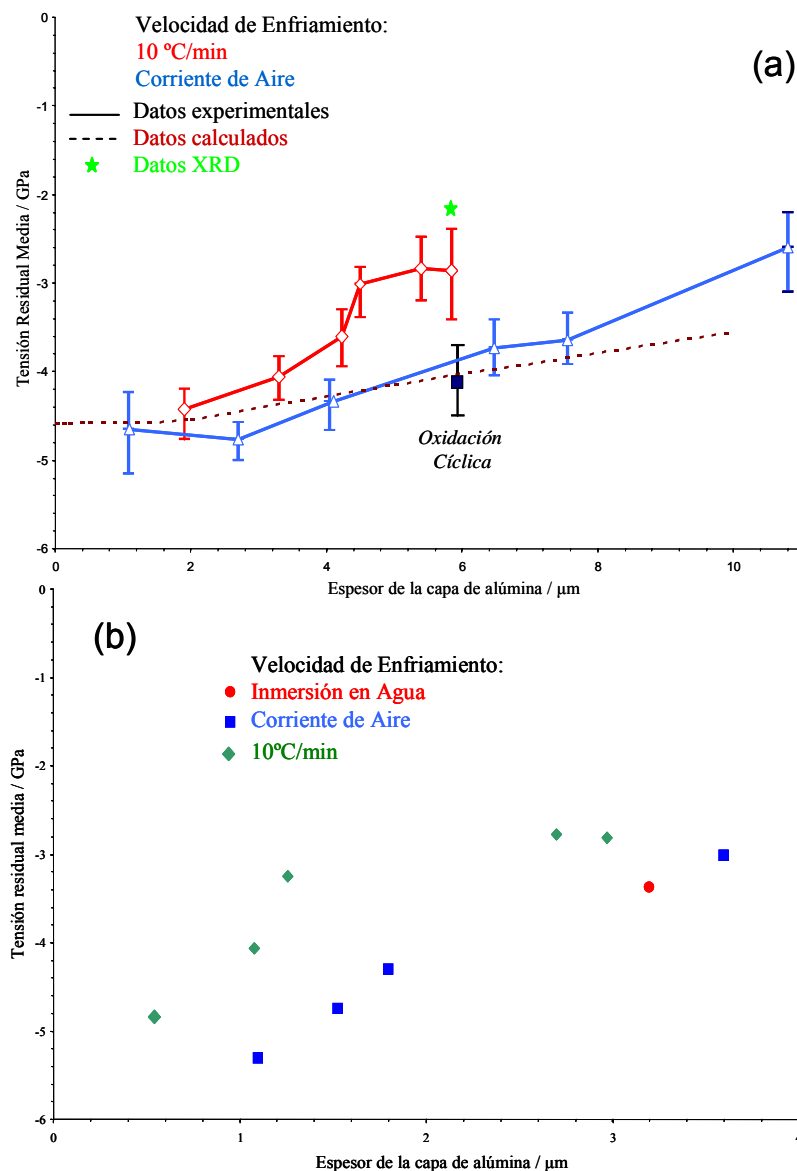 Velocidad de Enfriamiento:
10 ºC/min
Corriente de Aire
(a)
Datos experimentales
Datos calculados
Datos XRD
Oxidación
Cíclica
0
-1
-2
-3
-4
-5
-6
Tensión Residual Media / GPa
0
2
4
6
8
10
Espesor de la capa de alúmina / µm
(b)
Velocidad de Enfriamiento:
Inmersión en Agua
Corriente de Aire
10ºC/min
0
-1
-2
-3
-4
-5
-6
Tensión residual media / GPa
0
1
2
3
4
Espesor de la capa de alúmina / µm